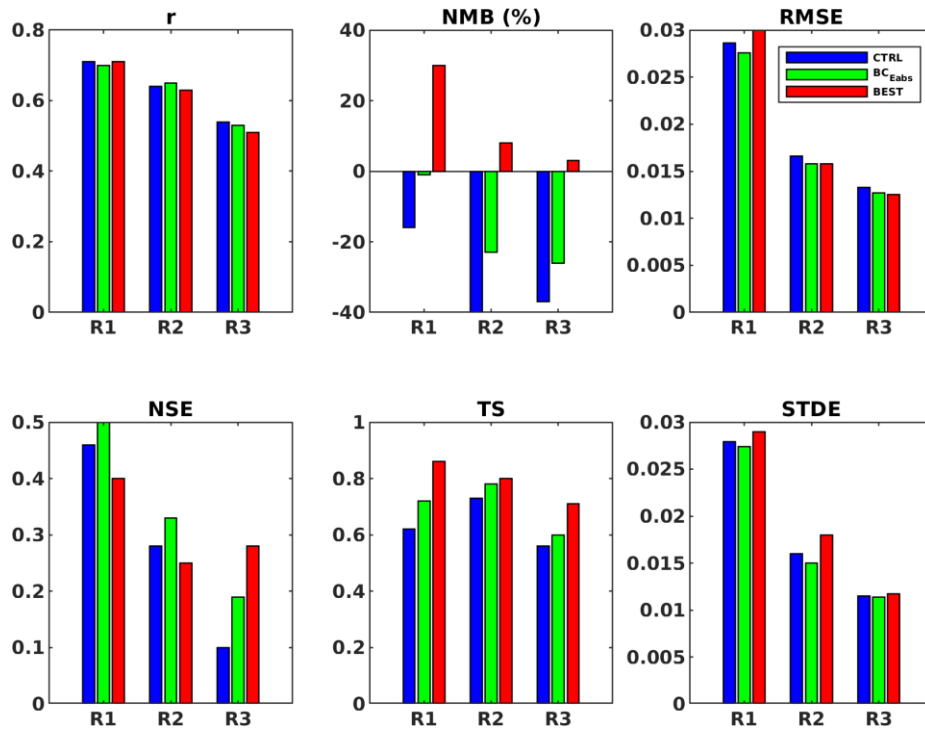 r
0.8
0.6
0.4
0.2
0
R1 R2 R3
NMB (%)
40
20
0
-20
-40
R1 R2 R3
RMSE
0.03
0.025
0.02
0.015
0.01
0.005
0
R1 R2 R3
CTRL
BC_Eabs
BEST
NSE
0.5
0.4
0.3
0.2
0.1
0
R1 R2 R3
TS
1
0.8
0.6
0.4
0.2
0
R1 R2 R3
STDE
0.03
0.025
0.02
0.015
0.01
0.005
0
R1 R2 R3